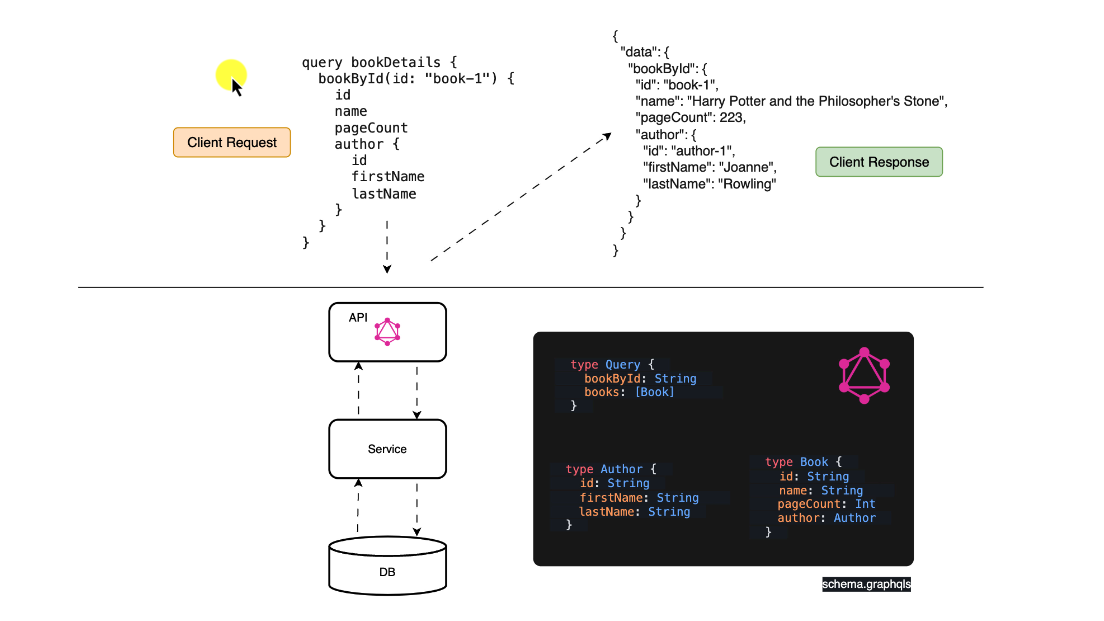 query bookDetails {
bookById(id: "book-1") {
id
name
pageCount
author {
id
firstName
lastName
}
}
}
Client Request
{
"data": {
"bookById": {
"id": "book-1",
"name": "Harry Potter and the Philosopher's Stone",
"pageCount": 223,
"author": {
"id": "author-1",
"firstName": "Joanne",
"lastName": "Rowling"
}
}
}
}
Client Response
API
Service
DB
type Query {
bookById: String
books: [Book]
}
type Author {
id: String
firstName: String
lastName: String
}
type Book {
id: String
name: String
pageCount: Int
author: Author
}
schema.graphqls